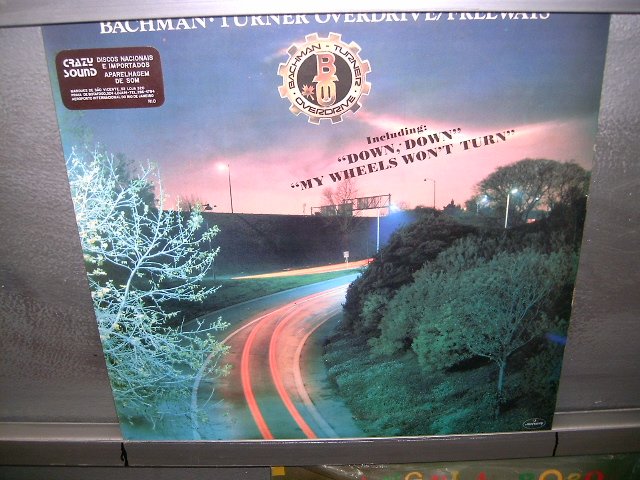 BACHMAN-TURNER OVERDRIVE/FREEWAYS
CRAZY SOUND
DISCOS NACIONAIS
E IMPORTADOS
APARELHAGEM
DE SOM
BACHMAN - TURNER
OVERDRIVE
Including:
"DOWN, DOWN"
"MY WHEELS WON'T TURN"